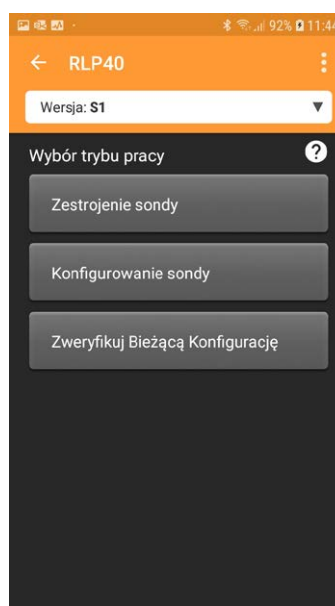 92% 11:44
RLP40
Wersja: S1
Wybór trybu pracy
?
Zestrojenie sondy
Konfigurowanie sondy
Zweryfikuj Bieżącą Konfigurację